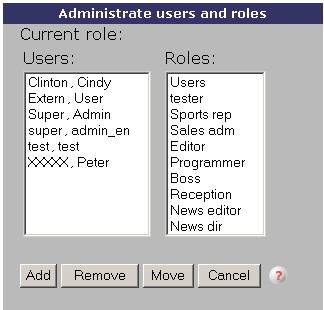 Administrate users and roles
Current role:
Users:
Clinton , Cindy
Extern , User
Super , Admin
super , admin_en
test , test
XXXXX , Peter
Roles:
Users
tester
Sports rep
Sales adm
Editor
Programmer
Boss
Reception
News editor
News dir
Add
Remove
Move
Cancel
?